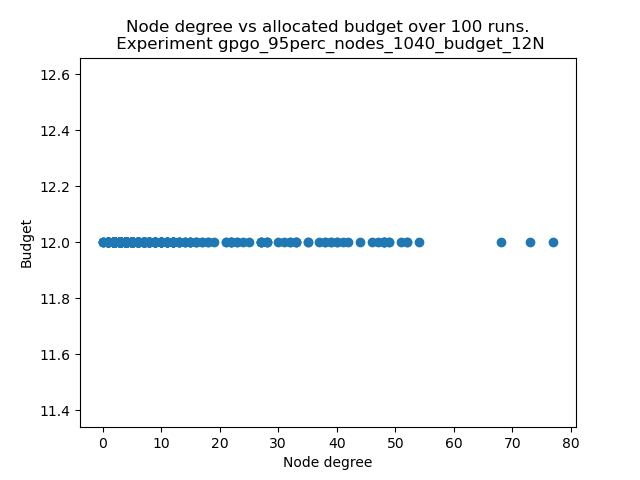 Node degree vs allocated budget over 100 runs.
Experiment gpgo_95perc_nodes_1040_budget_12N
12.6
12.4
12.2
12.0
11.8
11.6
11.4
Budget
0 10 20 30 40 50 60 70 80
Node degree